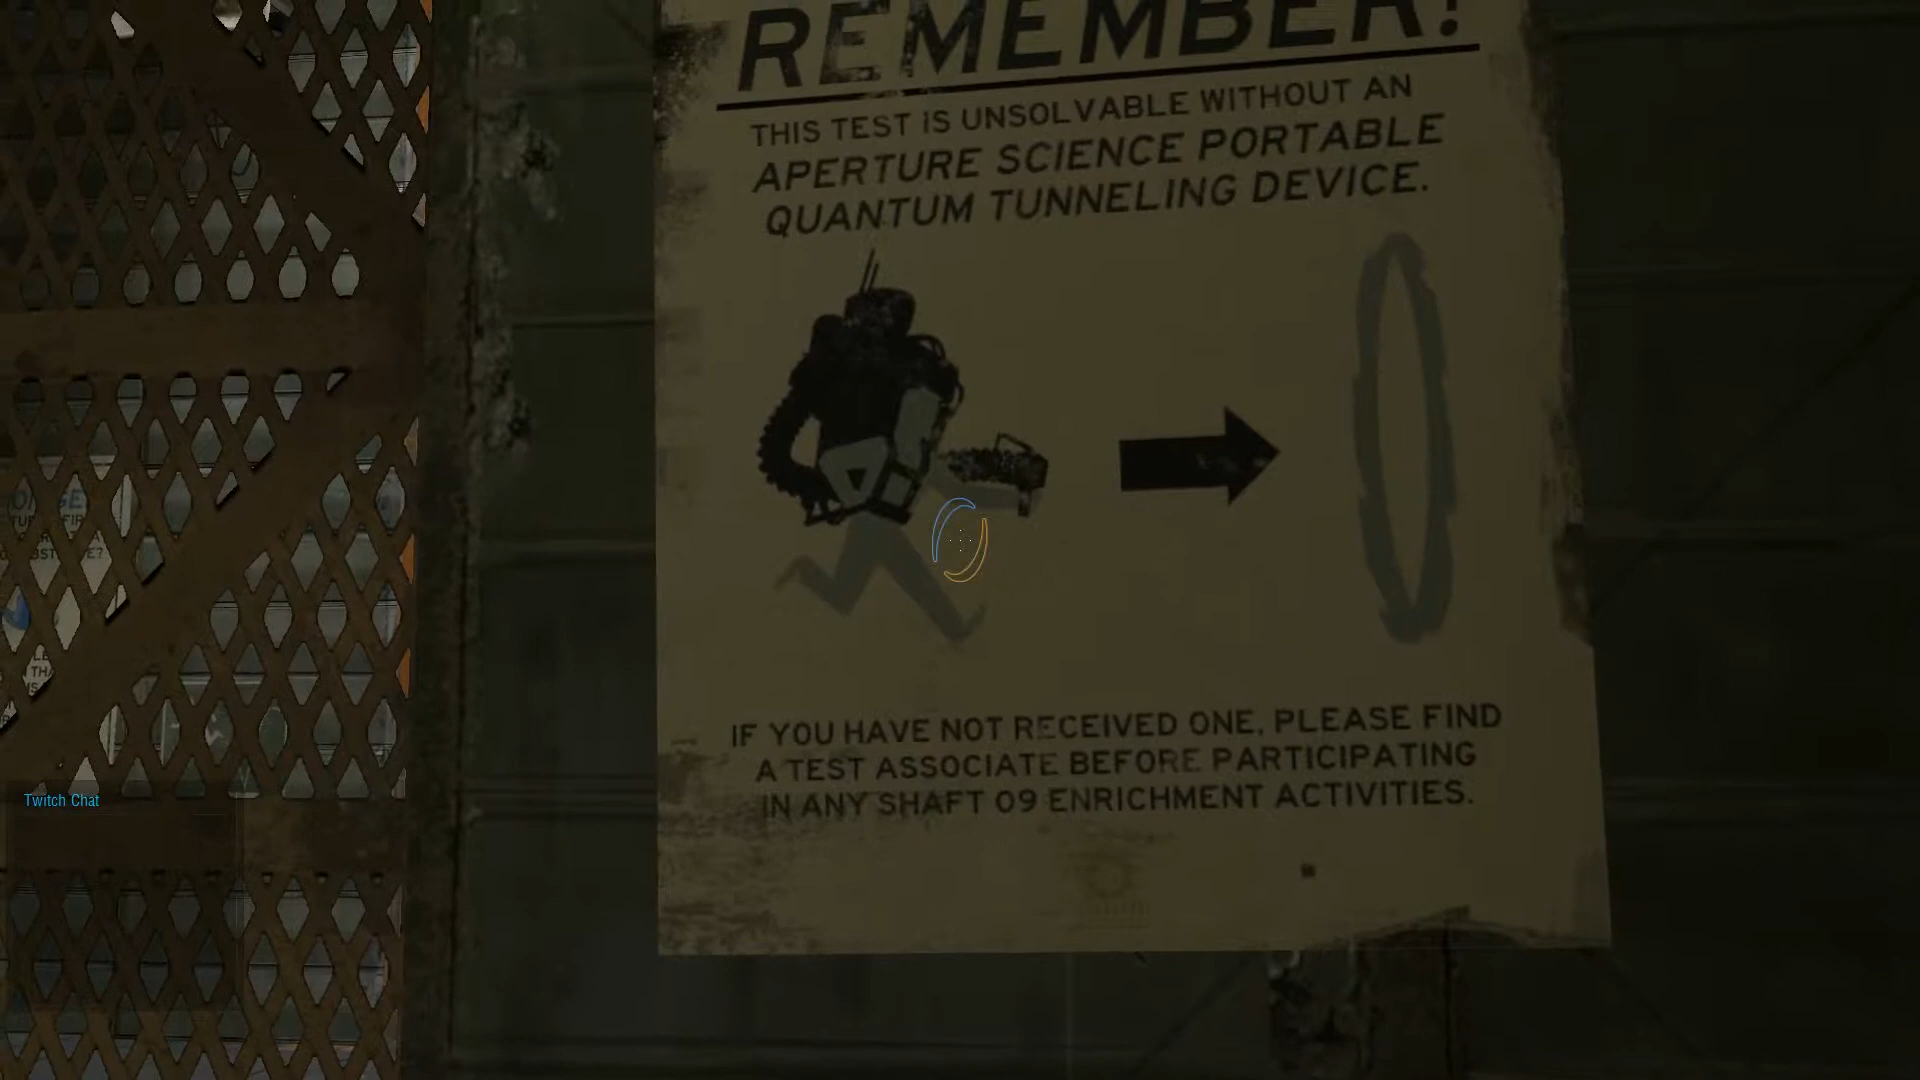 REMEMBER!
THIS TEST IS UNSOLVABLE WITHOUT AN
APERTURE SCIENCE PORTABLE
QUANTUM TUNNELING DEVICE.
IF YOU HAVE NOT RECEIVED ONE, PLEASE FIND
A TEST ASSOCIATE BEFORE PARTICIPATING
IN ANY SHAFT 09 ENRICHMENT ACTIVITIES.
Twitch Chat